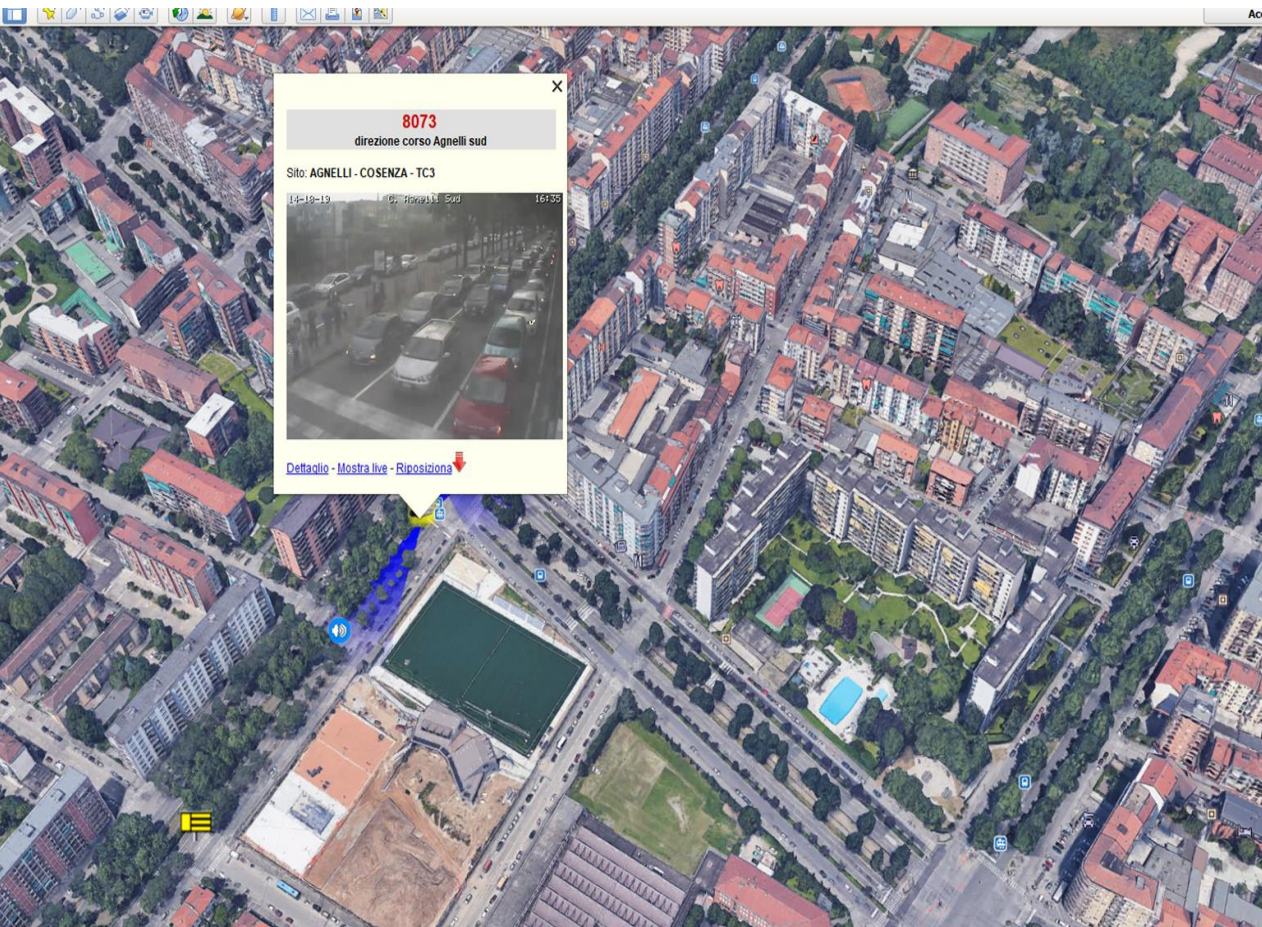 Acc
8073
direzione corso Agnelli sud
Sito: AGNELLI - COSENZA - TC3
14-10-19 C. Agnelli Sud 16:35
Dettaglio - Mostra live - Riposiziona